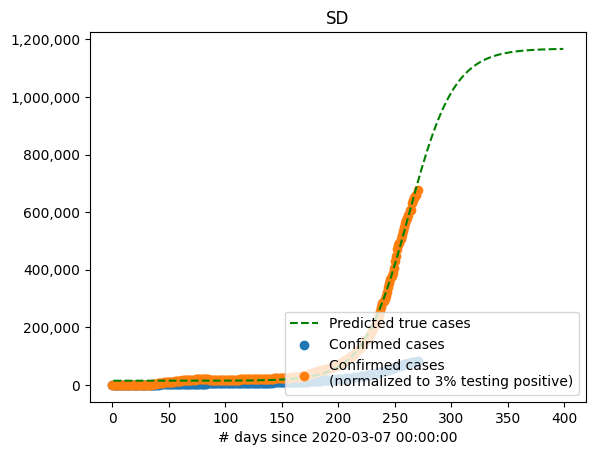 SD
1,200,000
1,000,000
800,000
600,000
400,000
200,000
0
Predicted true cases
Confirmed cases
Confirmed cases
(normalized to 3% testing positive)
0 50 100 150 200 250 300 350 400
# days since 2020-03-07 00:00:00